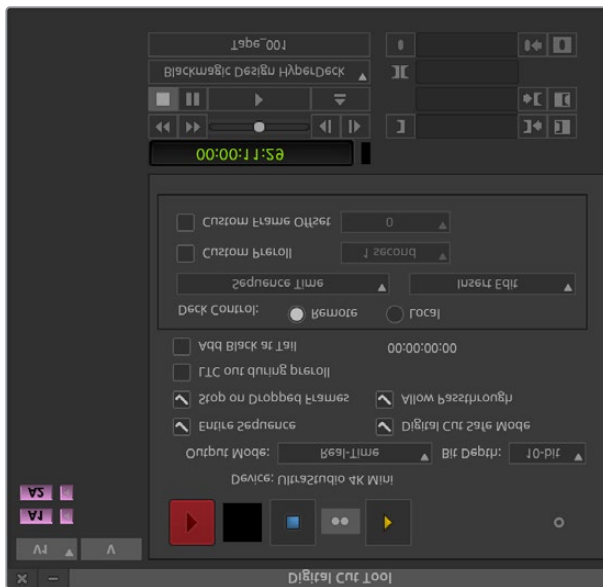 Digital Cut Tool
V1 V
A1
A2
Device: UltraStudio 4K Mini
Output Mode: Real-Time Bit Depth: 10-bit
Entire Sequence Digital Cut Safe Mode
Stop on Dropped Frames Allow Passthrough
LTC out during preroll
Add Black at Tail 00:00:00:00
Deck Control: Remote Local
Sequence Time Insert Edit
Custom Preroll 1 second
Custom Frame Offset 0
00:00:11:29
Blackmagic Design HyperDeck
Tape_001